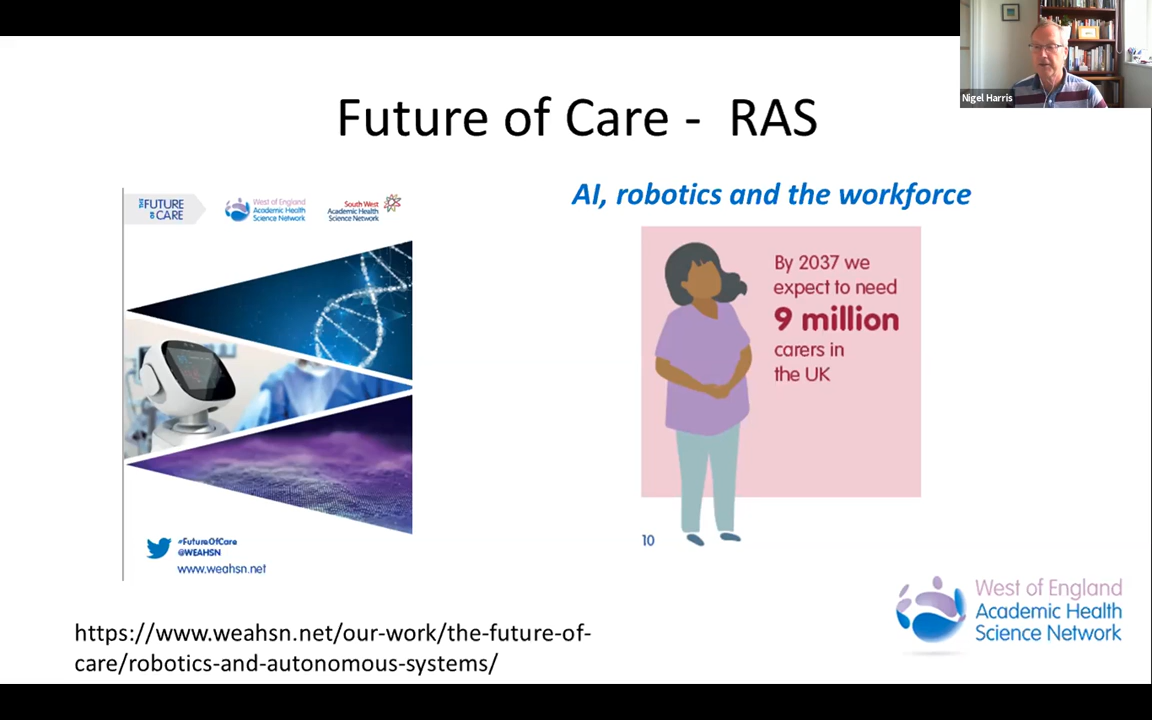 Nigel Harris
Future of Care - RAS
THE FUTURE
OF CARE
West of England
Academic Health
Science Network
South West
Academic Health
Science Network
#FutureOfCare
@WEAHSN
www.weahsn.net
AI, robotics and the workforce
By 2037 we
expect to need
9 million
carers in
the UK
10
https://www.weahsn.net/our-work/the-future-of-
care/robotics-and-autonomous-systems/
West of England
Academic Health
Science Network